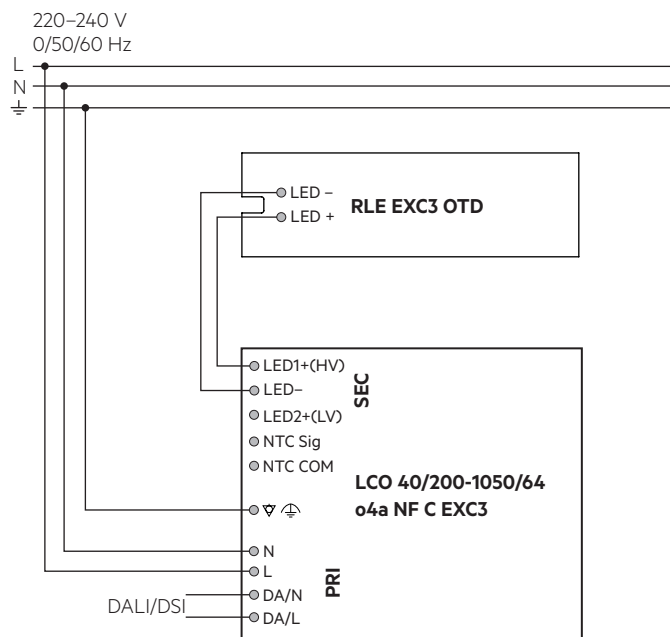 220–240 V
0/50/60 Hz
L
N
LED –
LED +
RLE EXC3 OTD
LED1+(HV)
LED–
LED2+(LV)
NTC Sig
NTC COM
SEC
LCO 40/200-1050/64
o4a NF C EXC3
N
L
DA/N
DA/L
PRI
DALI/DSI